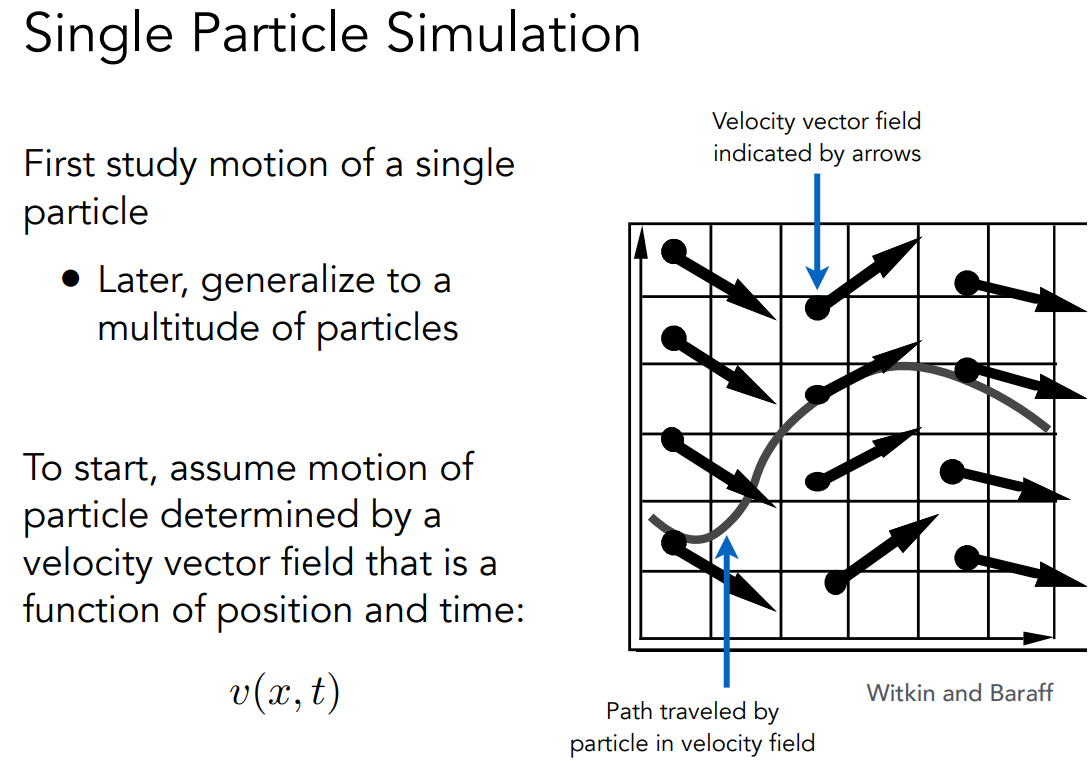 Single Particle Simulation
Velocity vector field
indicated by arrows
First study motion of a single
particle
• Later, generalize to a
multitude of particles
To start, assume motion of
particle determined by a
velocity vector field that is a
function of position and time:
v(x, t)
Witkin and Baraff
Path traveled by
particle in velocity field